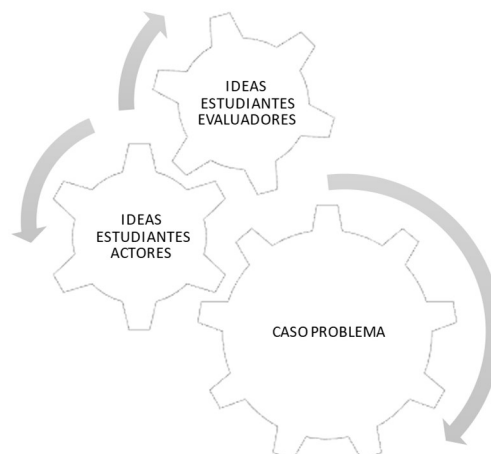 IDEAS
ESTUDIANTES
EVALUADORES
IDEAS
ESTUDIANTES
ACTORES
CASO PROBLEMA